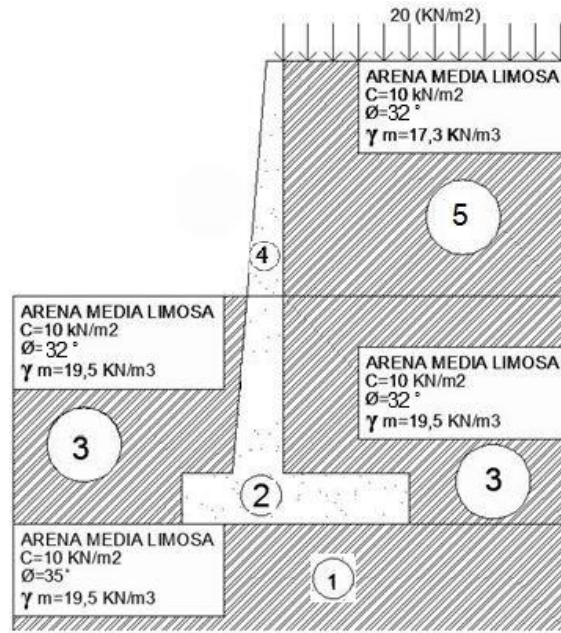 20 (KN/m2)
ARENA MEDIA LIMOSA
C=10 kN/m2
Ø=32°
γ m=17,3 KN/m3
5
4
ARENA MEDIA LIMOSA
C=10 kN/m2
Ø=32°
γ m=19,5 KN/m3
3
ARENA MEDIA LIMOSA
C=10 KN/m2
Ø=32°
γ m=19,5 KN/m3
3
2
ARENA MEDIA LIMOSA
C=10 KN/m2
Ø=35°
γ m=19,5 KN/m3
1